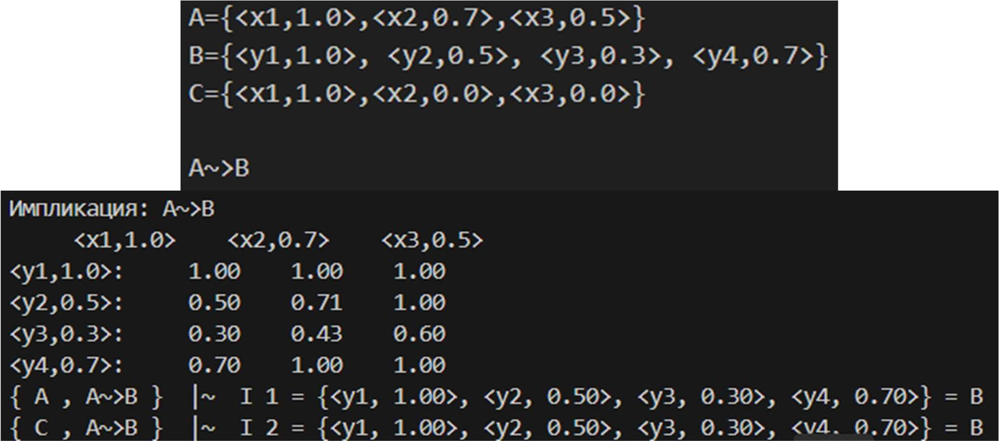 A={<x1,1.0>,<x2,0.7>,<x3,0.5>}
B={<y1,1.0>, <y2,0.5>, <y3,0.3>, <y4,0.7>}
C={<x1,1.0>,<x2,0.0>,<x3,0.0>}
A~>B
Импликация: A~>B
<x1,1.0> <x2,0.7> <x3,0.5>
<y1,1.0>: 1.00 1.00 1.00
<y2,0.5>: 0.50 0.71 1.00
<y3,0.3>: 0.30 0.43 0.60
<y4,0.7>: 0.70 1.00 1.00
{ A , A~>B } |~ I 1 = {<y1, 1.00>, <y2, 0.50>, <y3, 0.30>, <y4, 0.70>} = B
{ C , A~>B } |~ I 2 = {<y1, 1.00>, <y2, 0.50>, <y3, 0.30>, <y4, 0.70>} = B